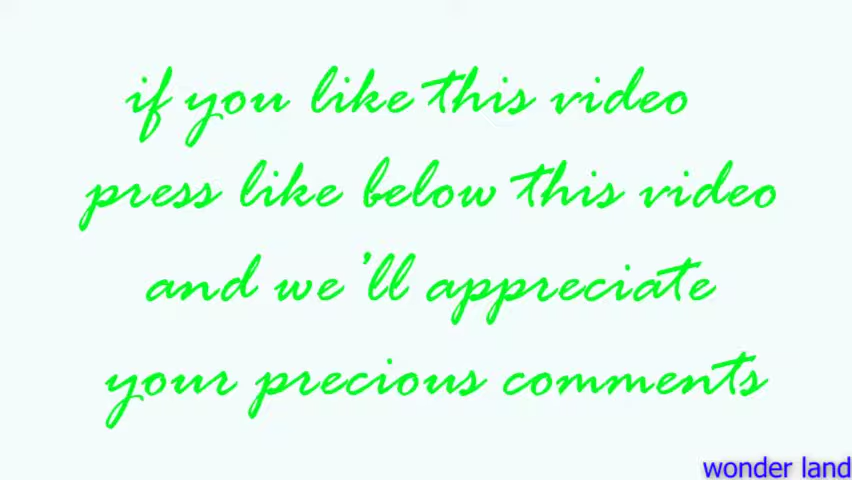 if you like this video
press like below this video
and we'll appreciate
your precious comments
wonder land